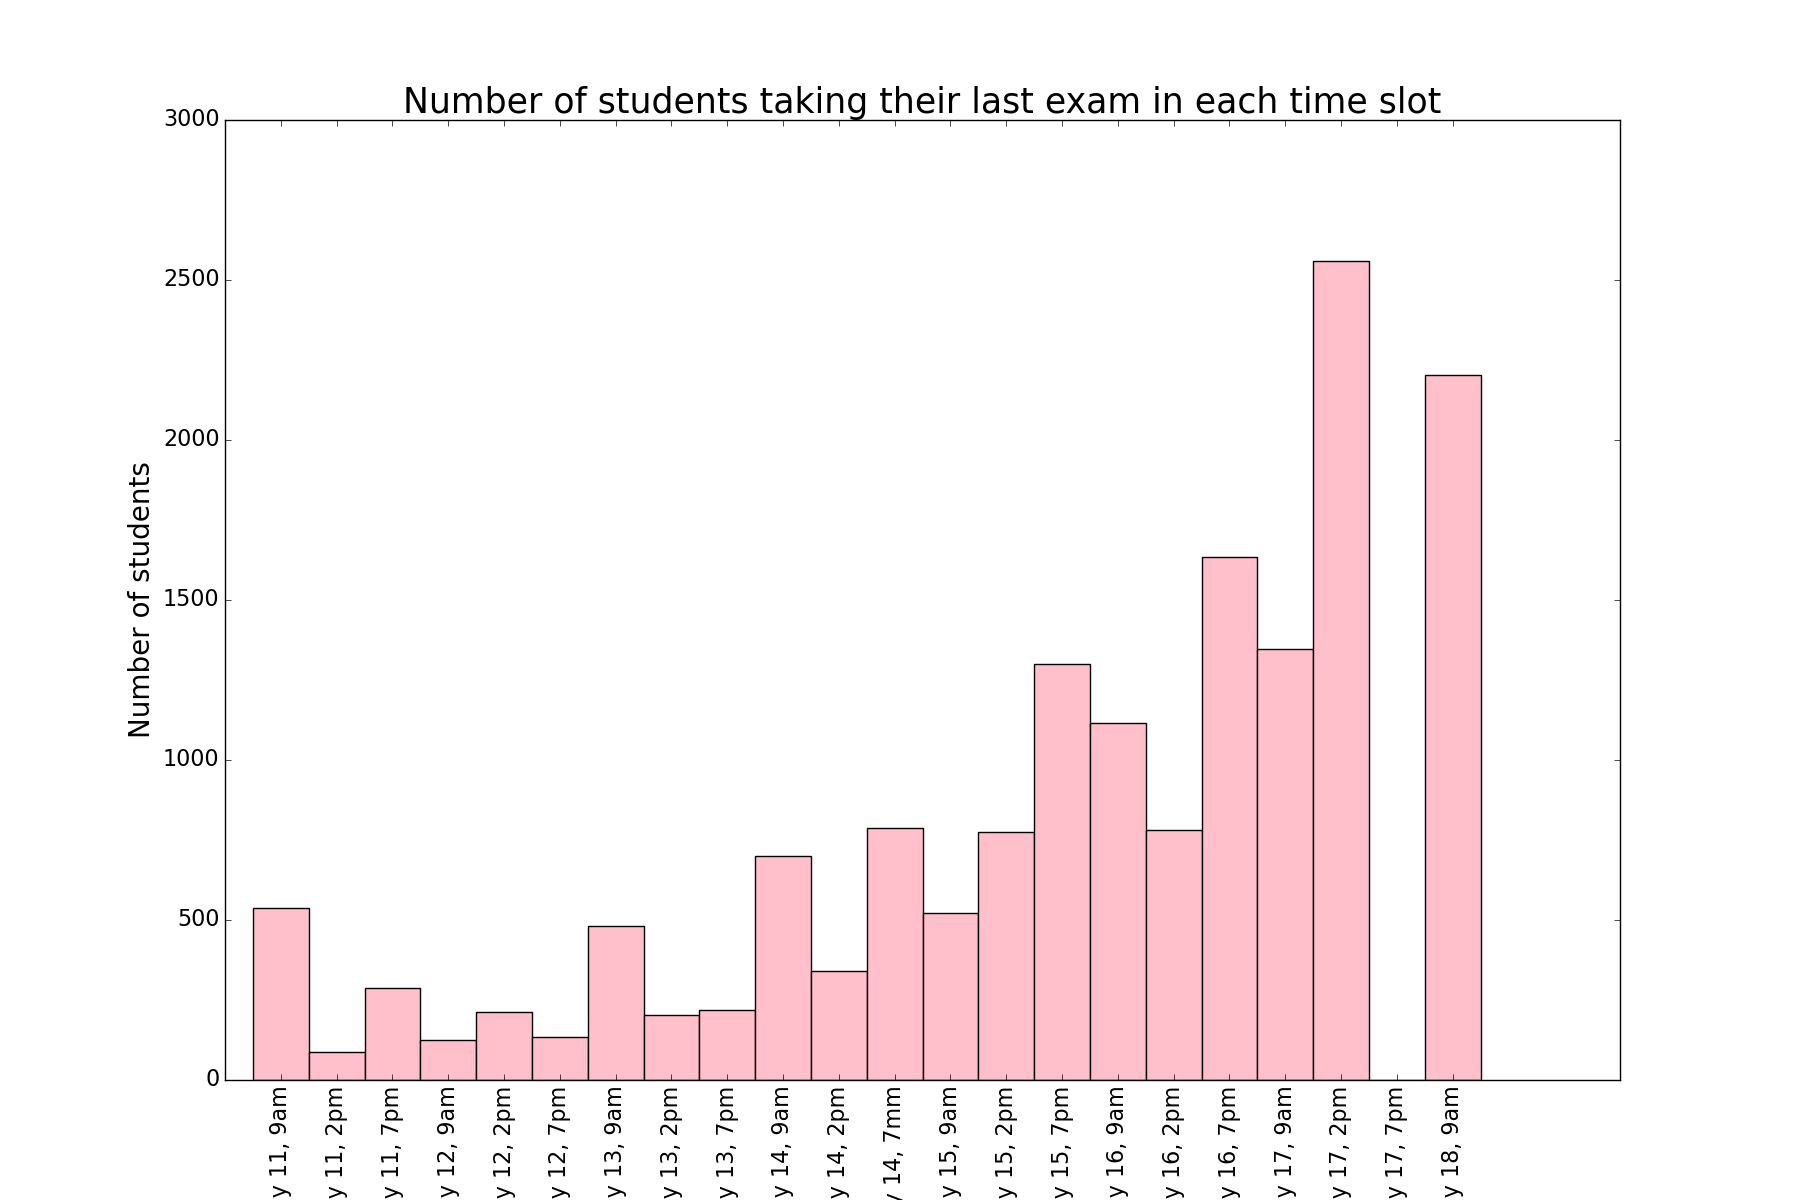 Number of students taking their last exam in each time slot
Number of students
3000
2500
2000
1500
1000
500
0
y 11, 9am
y 11, 2pm
y 11, 7pm
y 12, 9am
y 12, 2pm
y 12, 7pm
y 13, 9am
y 13, 2pm
y 13, 7pm
y 14, 9am
y 14, 2pm
y 14, 7mm
y 15, 9am
y 15, 2pm
y 15, 7pm
y 16, 9am
y 16, 2pm
y 16, 7pm
y 17, 9am
y 17, 2pm
y 17, 7pm
y 18, 9am